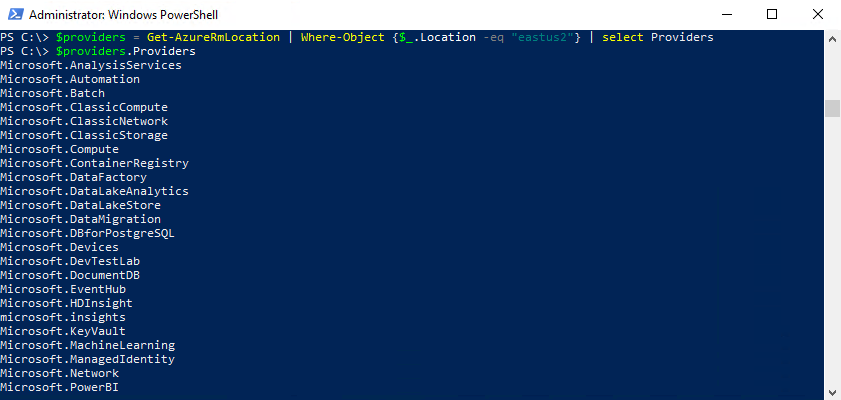 Administrator: Windows PowerShell
PS C:\> $providers = Get-AzureRmLocation | Where-Object {$_.Location -eq "eastus2"} | select Providers
PS C:\> $providers.Providers
Microsoft.AnalysisServices
Microsoft.Automation
Microsoft.Batch
Microsoft.ClassicCompute
Microsoft.ClassicNetwork
Microsoft.ClassicStorage
Microsoft.Compute
Microsoft.ContainerRegistry
Microsoft.DataFactory
Microsoft.DataLakeAnalytics
Microsoft.DataLakeStore
Microsoft.DataMigration
Microsoft.DBforPostgreSQL
Microsoft.Devices
Microsoft.DevTestLab
Microsoft.DocumentDB
Microsoft.EventHub
Microsoft.HDInsight
microsoft.insights
Microsoft.KeyVault
Microsoft.MachineLearning
Microsoft.ManagedIdentity
Microsoft.Network
Microsoft.PowerBI